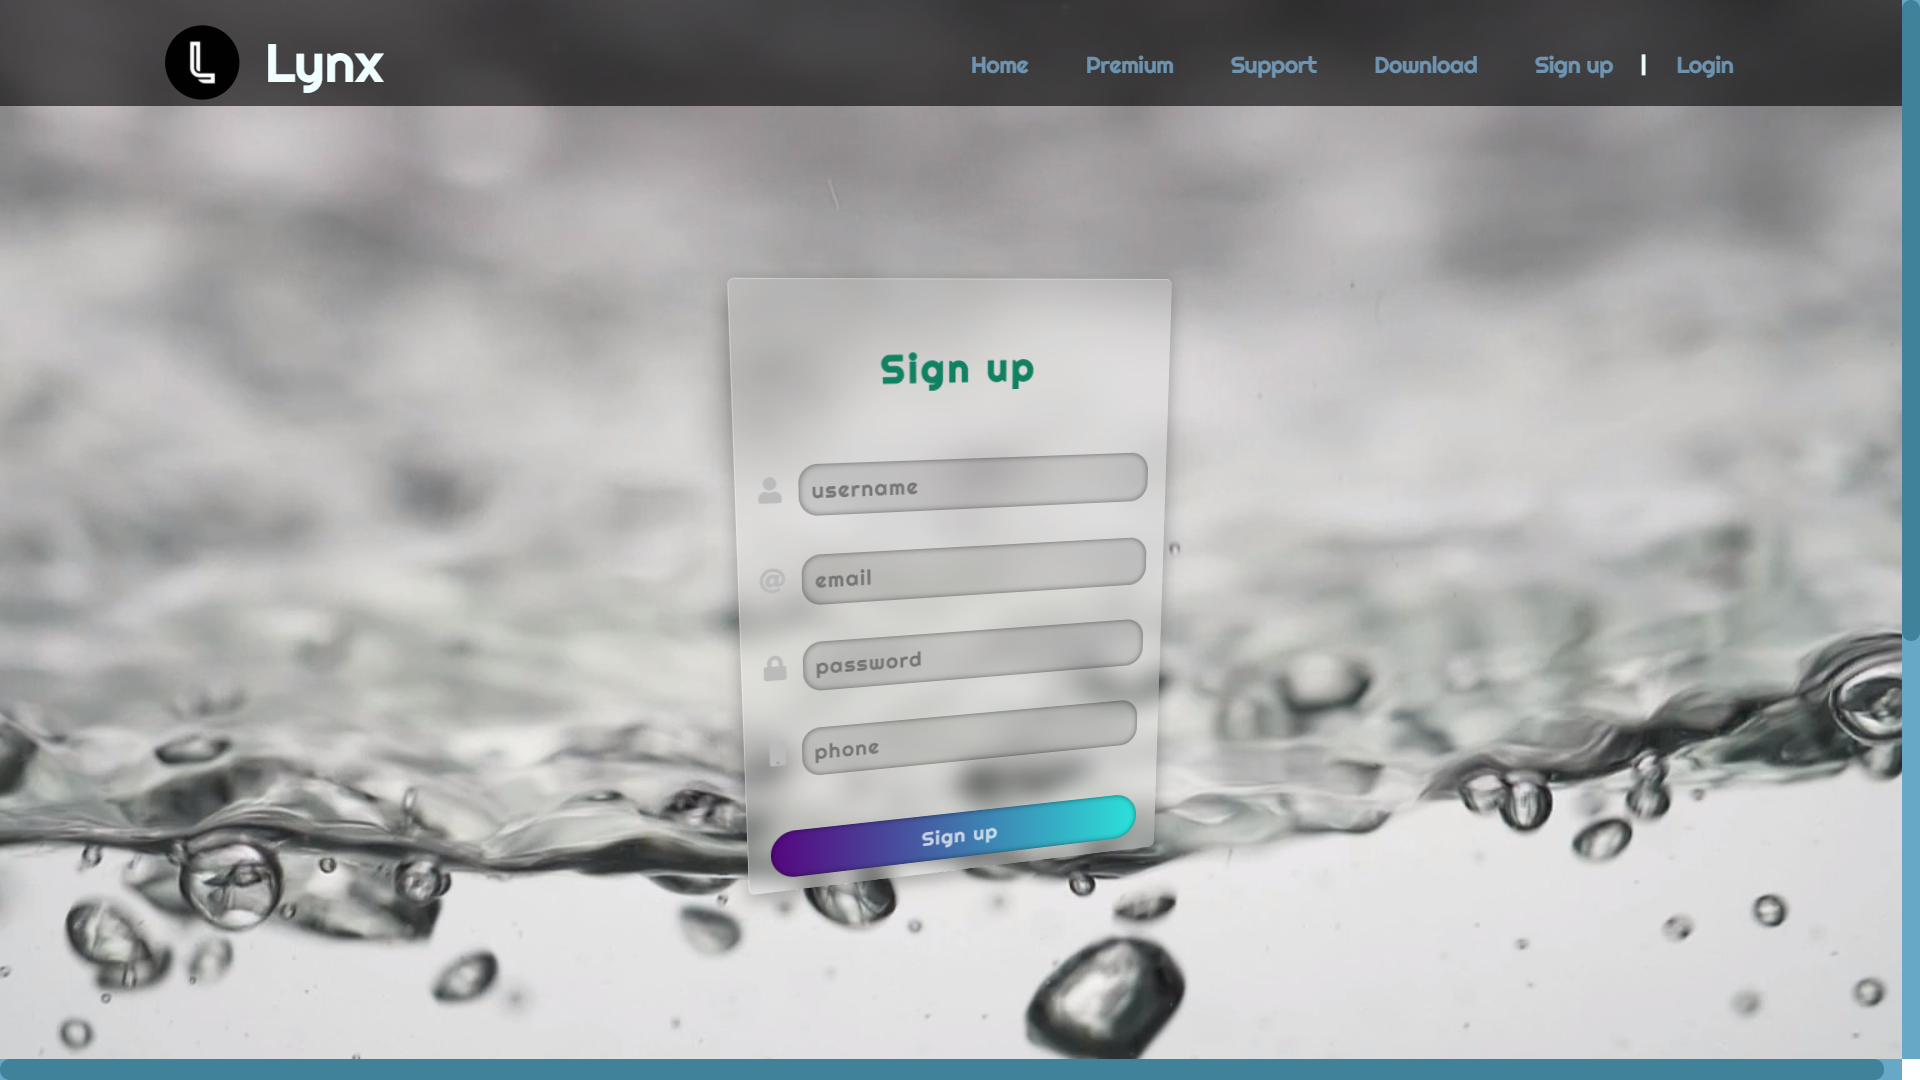 L Lynx
Home Premium Support Download Sign up | Login
Sign up
username
@ email
password
phone
Sign up